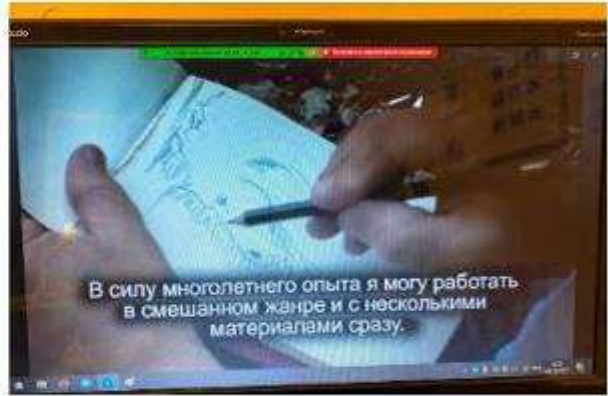 В силу многолетнего опыта я могу работать
в смешанном жанре и с несколькими
материалами сразу.